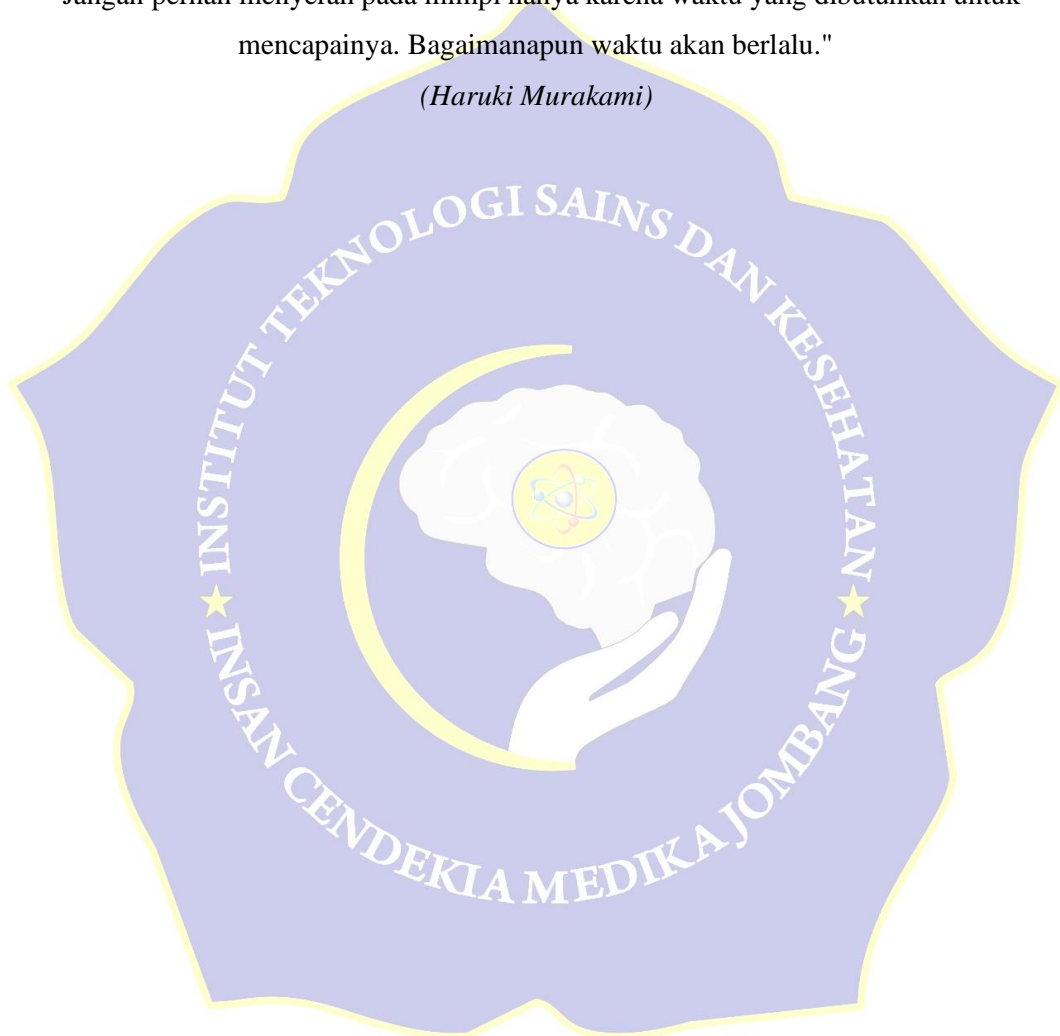 Jangan pernah menyerah pada mimpi hanya karena waktu yang dibutuhkan untuk
mencapainya. Bagaimanapun waktu akan berlalu."
(Haruki Murakami)
INSTITUT TEKNOLOGI SAINS DAN KESEHATAN
INSAN CENDEKIA MEDIKA JOMBANG